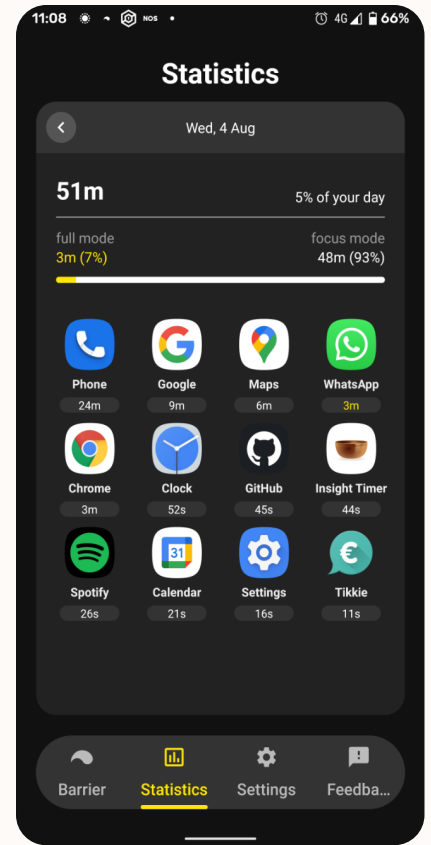 11:08 NOS 4G 66%
Statistics
Wed, 4 Aug
51m 5% of your day
full mode focus mode
3m (7%) 48m (93%)
Phone Google Maps WhatsApp
24m 9m 6m 3m
31
Chrome Clock GitHub Insight Timer
3m 52s 45s 44s
Spotify Calendar Settings Tikkie
26s 21s 16s 11s
Barrier Statistics Settings Feedba...